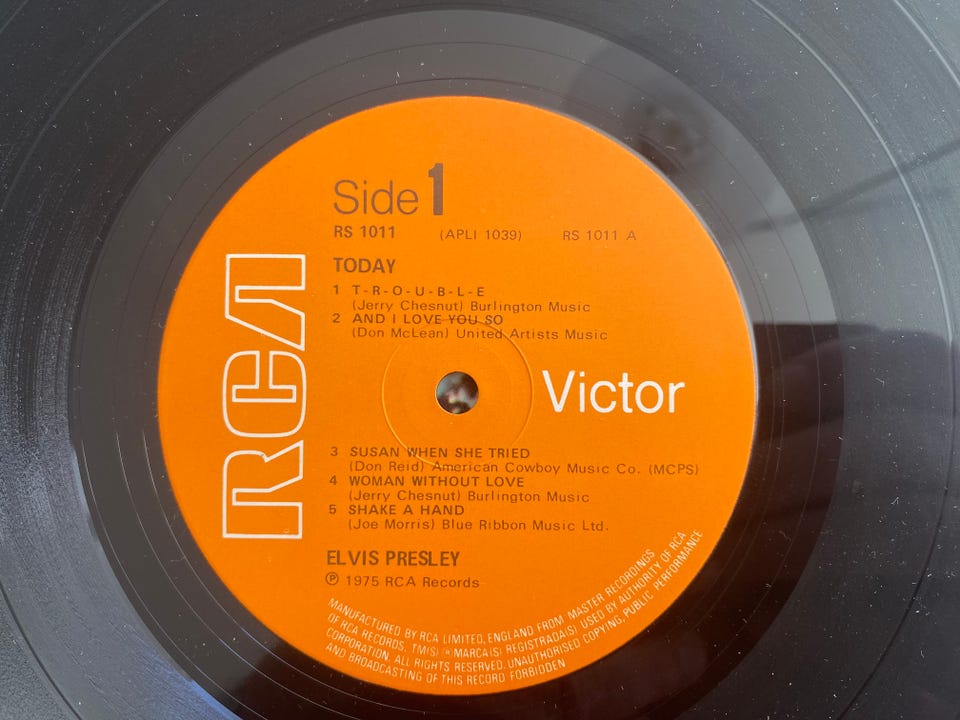 Side 1
RS 1011 (APLI 1039) RS 1011 A
TODAY
1 T-R-O-U-B-L-E
(Jerry Chesnut) Burlington Music
2 AND I LOVE YOU SO
(Don McLean) United Artists Music
RCA
Victor
3 SUSAN WHEN SHE TRIED
(Don Reid) American Cowboy Music Co. (MCPS)
4 WOMAN WITHOUT LOVE
(Jerry Chesnut) Burlington Music
5 SHAKE A HAND
(Joe Morris) Blue Ribbon Music Ltd.
ELVIS PRESLEY
℗ 1975 RCA Records
MANUFACTURED BY RCA LIMITED, ENGLAND FROM MASTER RECORDINGS
OF RCA RECORDS, TM(S) ® MARCA(S) REGISTRADA(S) USED BY AUTHORITY OF RCA
CORPORATION. ALL RIGHTS RESERVED. UNAUTHORISED COPYING, PUBLIC PERFORMANCE
AND BROADCASTING OF THIS RECORD FORBIDDEN